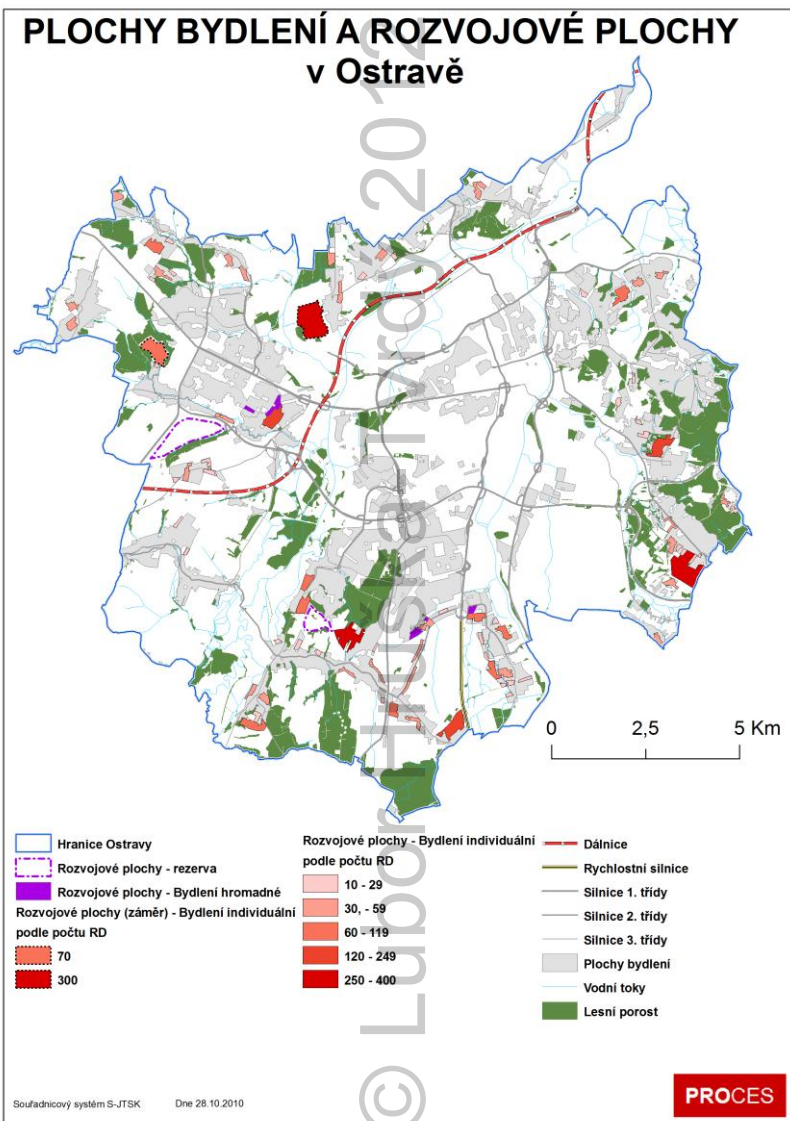 PLOCHY BYDLENÍ A ROZVOJOVÉ PLOCHY
v Ostravě
© Lubor Hruška-Tvrdý 2012
0 2,5 5 Km
Hranice Ostravy
Rozvojové plochy - rezerva
Rozvojové plochy - Bydlení hromadné
Rozvojové plochy (záměr) - Bydlení individuální
podle počtu RD
70
300
Rozvojové plochy - Bydlení individuální
podle počtu RD
10 - 29
30, - 59
60 - 119
120 - 249
250 - 400
Dálnice
Rychlostní silnice
Silnice 1. třídy
Silnice 2. třídy
Silnice 3. třídy
Plochy bydlení
Vodní toky
Lesní porost
Souřadnicový systém S-JTSK Dne 28.10.2010
PROCES